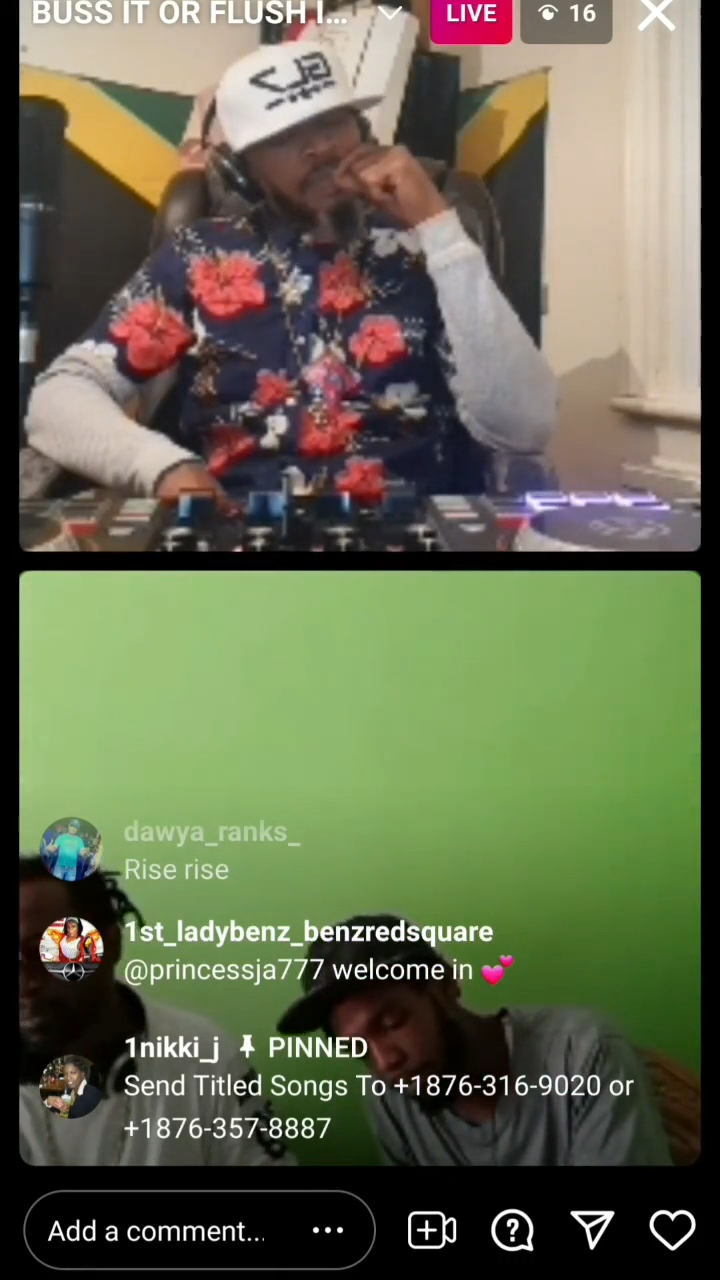 BUSS IT OR FLUSH I...
LIVE
16
dawya_ranks_
Rise rise
1st_ladybenz_benzredsquare
@princessja777 welcome in 💕
1nikki_j 📌 PINNED
Send Titled Songs To +1876-316-9020 or
+1876-357-8887
Add a comment...